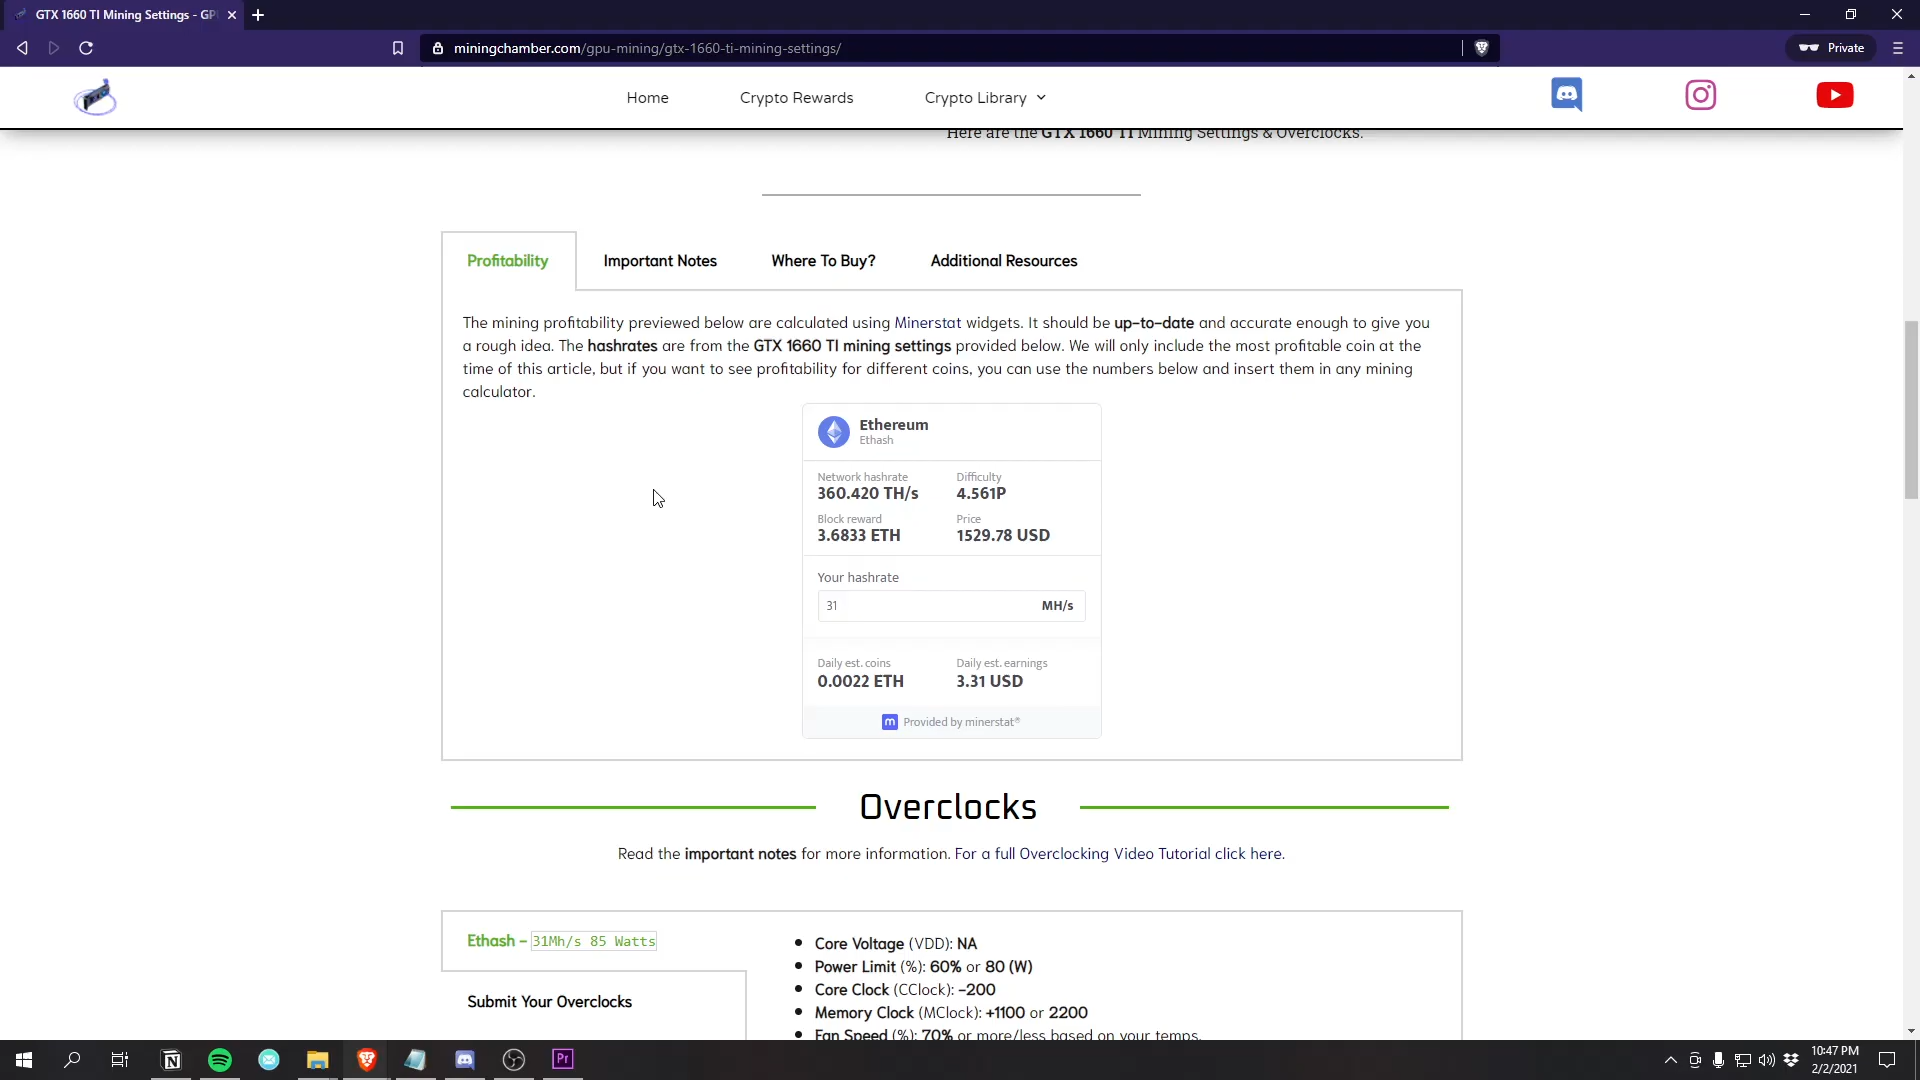 GTX 1660 TI Mining Settings - GP
miningchamber.com/gpu-mining/gtx-1660-ti-mining-settings/
Private
Home
Crypto Rewards
Crypto Library
Here are the GTX 1660 TI Mining Settings & Overclocks.
Profitability
Important Notes
Where To Buy?
Additional Resources
The mining profitability previewed below are calculated using Minerstat widgets. It should be up-to-date and accurate enough to give you
a rough idea. The hashrates are from the GTX 1660 TI mining settings provided below. We will only include the most profitable coin at the
time of this article, but if you want to see profitability for different coins, you can use the numbers below and insert them in any mining
calculator.
Ethereum
Ethash
Network hashrate
360.420 TH/s
Difficulty
4.561P
Block reward
3.6833 ETH
Price
1529.78 USD
Your hashrate
31
MH/s
Daily est. coins
0.0022 ETH
Daily est. earnings
3.31 USD
m Provided by minerstat®
Overclocks
Read the important notes for more information. For a full Overclocking Video Tutorial click here.
Ethash - 31Mh/s 85 Watts
Submit Your Overclocks
Core Voltage (VDD): NA
Power Limit (%): 60% or 80 (W)
Core Clock (CClock): -200
Memory Clock (MClock): +1100 or 2200
Fan Speed (%): 70% or more/less based on your temps.
N
Pr
10:47 PM
2/2/2021